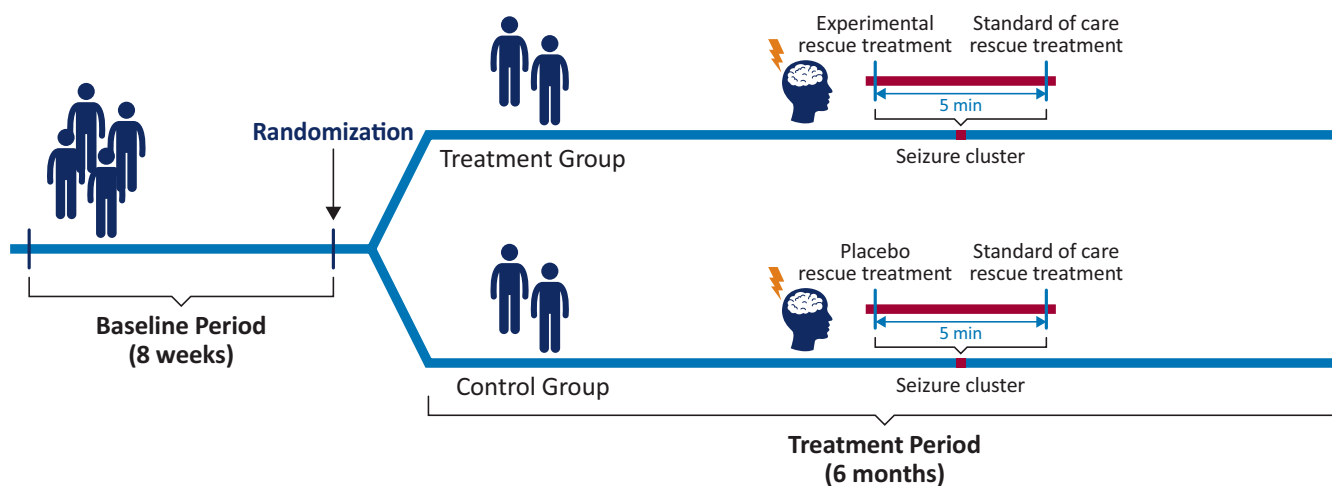 Randomization
Baseline Period
(8 weeks)
Experimental
rescue treatment
Standard of care
rescue treatment
5 min
Treatment Group
Seizure cluster
Placebo
rescue treatment
Standard of care
rescue treatment
5 min
Control Group
Seizure cluster
Treatment Period
(6 months)